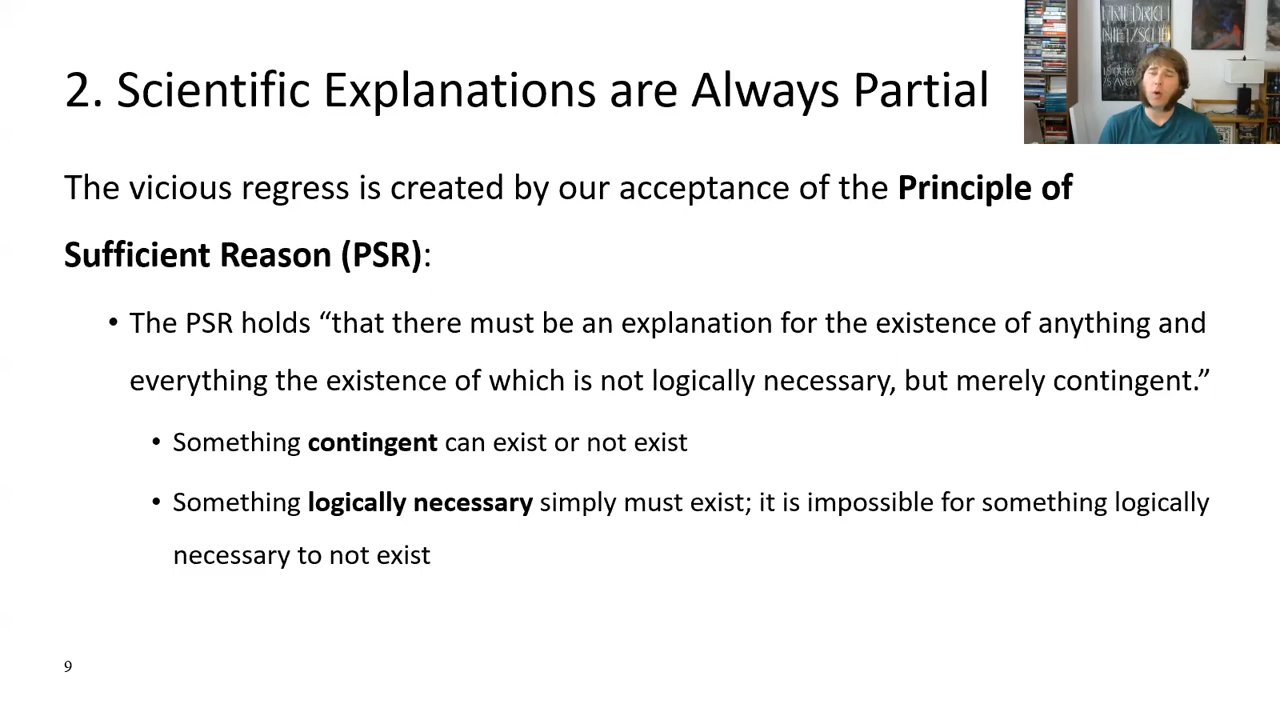 2. Scientific Explanations are Always Partial
FRIEDRICH
NIETZSCHE
The vicious regress is created by our acceptance of the Principle of
Sufficient Reason (PSR):
• The PSR holds “that there must be an explanation for the existence of anything and
everything the existence of which is not logically necessary, but merely contingent.”
• Something contingent can exist or not exist
• Something logically necessary simply must exist; it is impossible for something logically
necessary to not exist
9